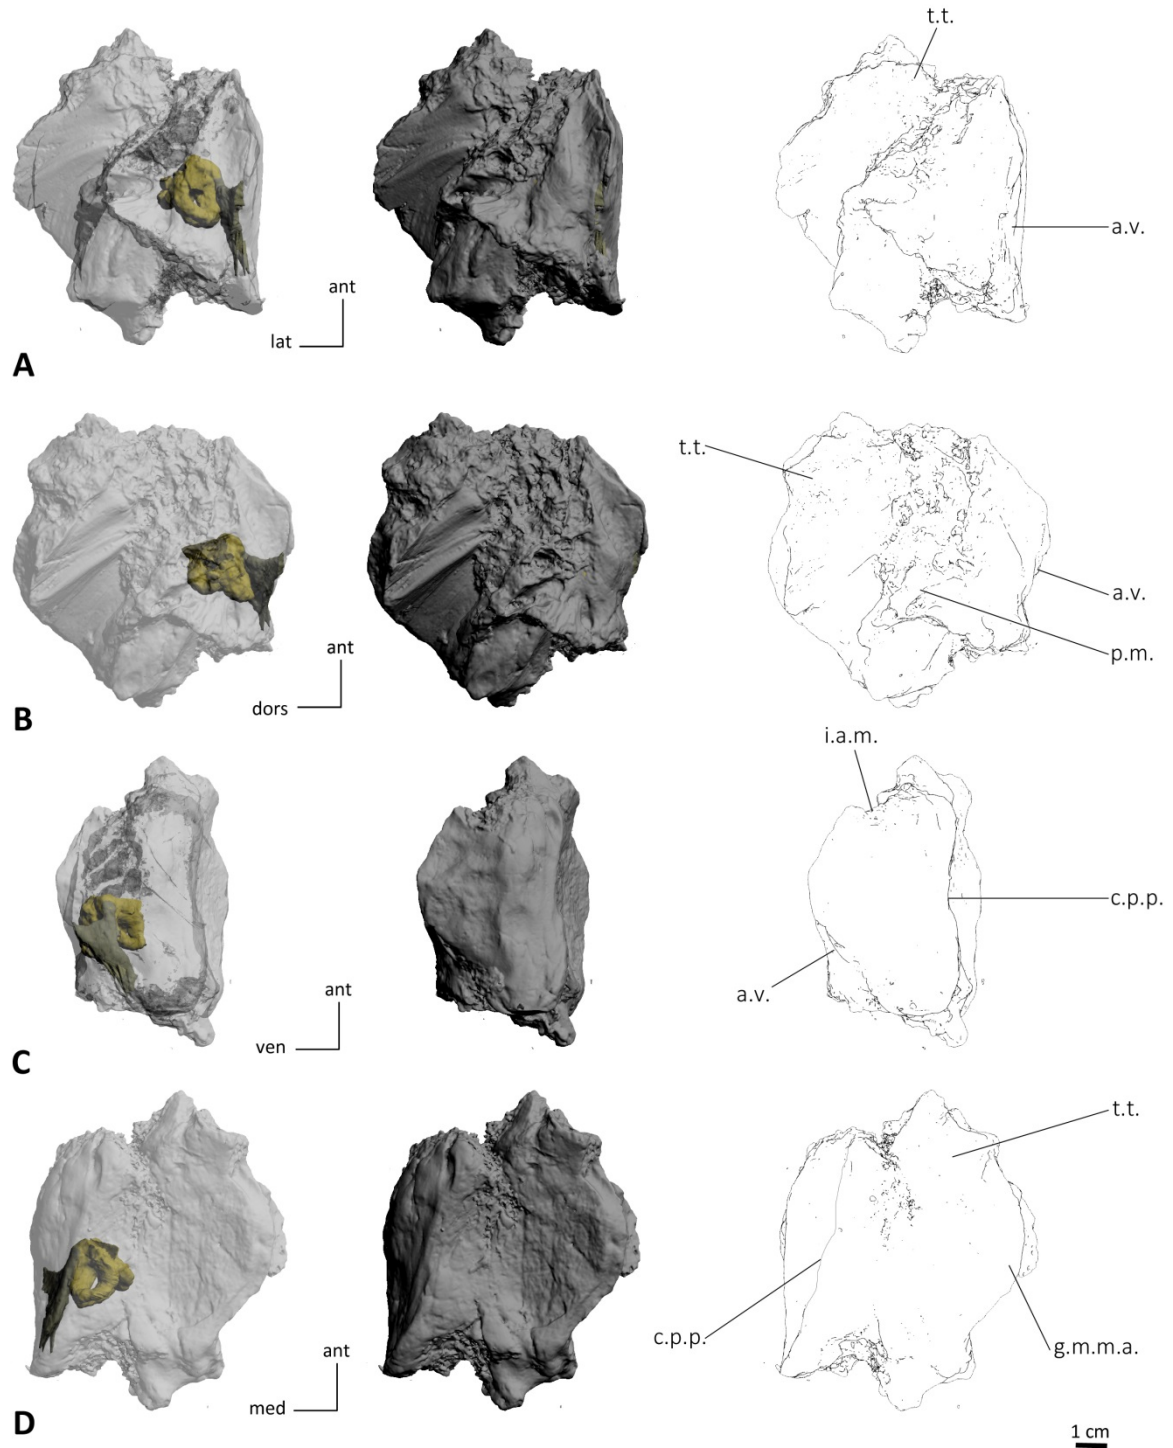 t.t.
a.v.
ant
lat
A
t.t.
a.v.
p.m.
ant
dors
B
i.a.m.
c.p.p.
a.v.
ant
ven
C
t.t.
c.p.p.
g.m.m.a.
ant
med
D
1 cm